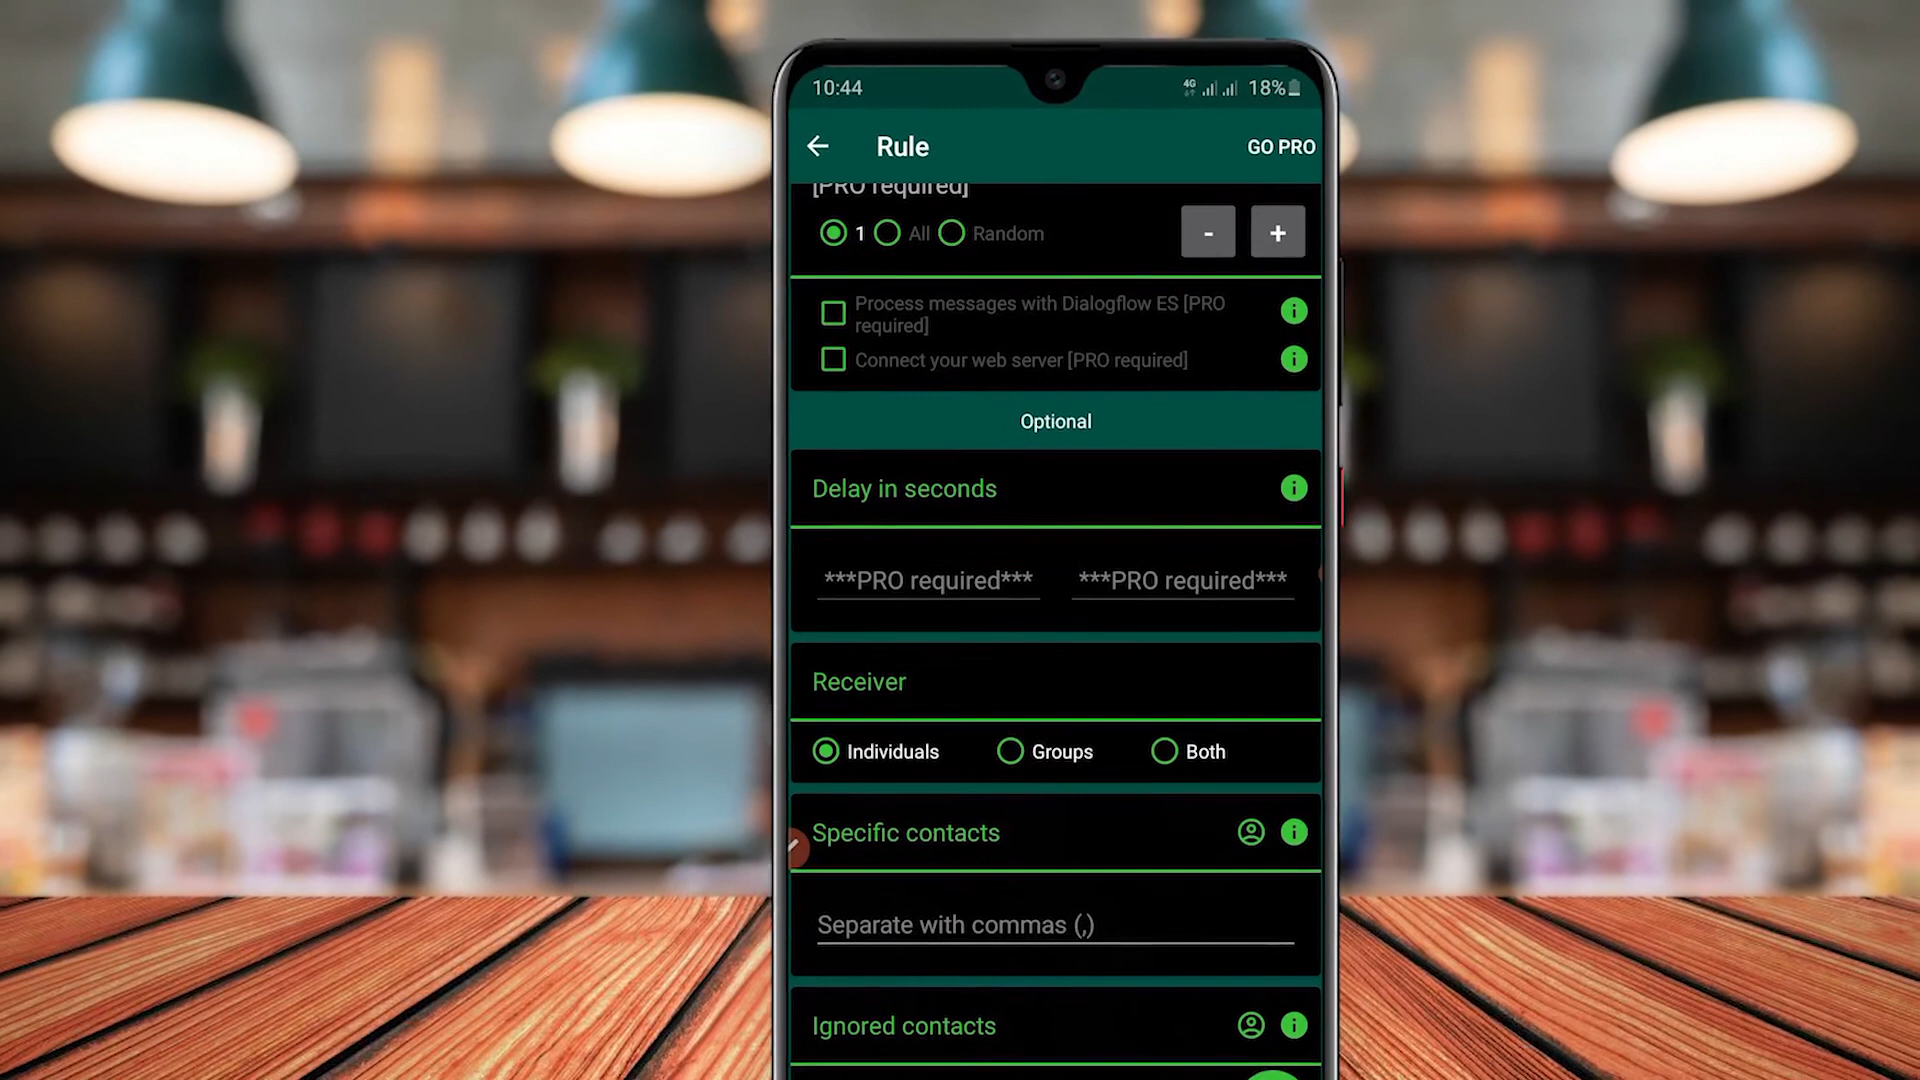 10:44 4G 18%
Rule GO PRO
[PRO required]
1 All Random - +
Process messages with Dialogflow ES [PRO
required]
Connect your web server [PRO required]
Optional
Delay in seconds
***PRO required*** ***PRO required***
Receiver
Individuals Groups Both
Specific contacts
Separate with commas (,)
Ignored contacts